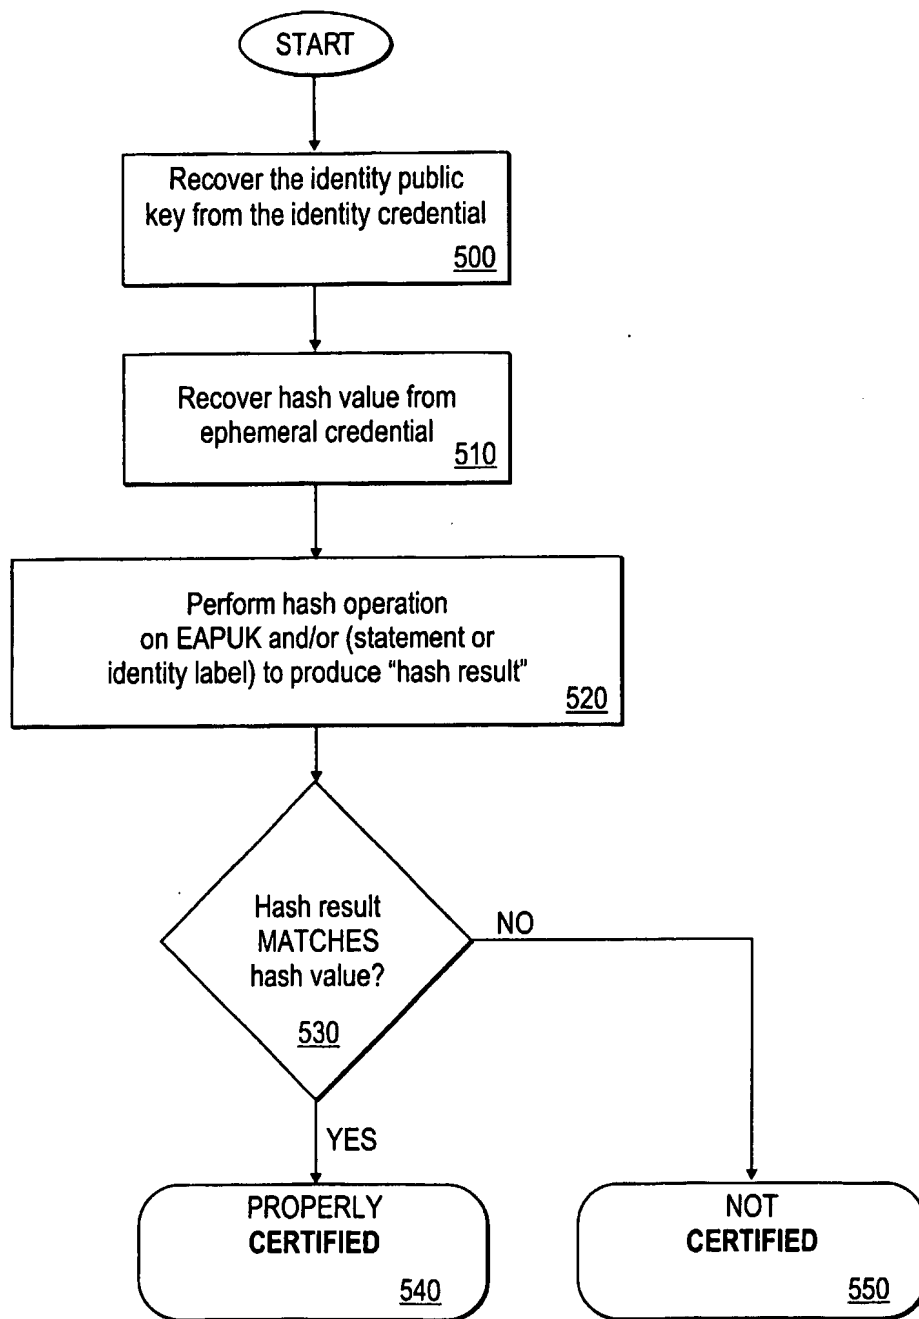 START
Recover the identity public
key from the identity credential
500
Recover hash value from
ephemeral credential
510
Perform hash operation
on EAPUK and/or (statement or
identity label) to produce “hash result”
520
Hash result
MATCHES
hash value?
530
NO
YES
PROPERLY
CERTIFIED
540
NOT
CERTIFIED
550